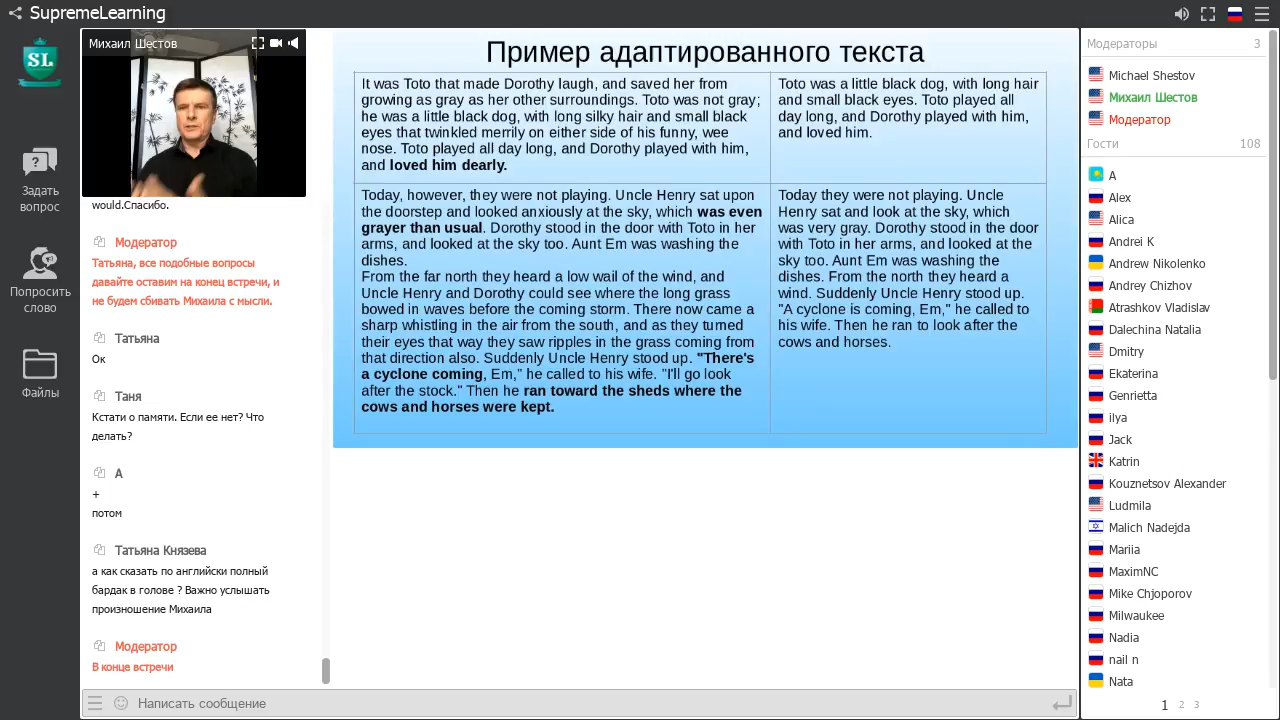 SupremeLearning
SL
Задать
вопрос
Попросить
слово
Файлы
Михаил Шестов
would.Спасибо.
Модератор
Татьяна, все подобные вопросы
давайте оставим на конец встречи, и
не будем сбивать Михаила с мысли.
Татьяна
Ок
Таня
Кстати о памяти. Если ее нет? Что
делать?
А
+
потом
Татьяна Князева
а как сказать по английски полный
бардак в голове ? Важно услышать
произношение Михаила
Модератор
В конце встречи
Написать сообщение
Пример адаптированного текста
It was Toto that made Dorothy laugh, and saved her from
growing as gray as her other surroundings. Toto was not gray;
he was a little black dog, with long silky hair and small black
eyes that twinkled merrily on either side of his funny, wee
nose. Toto played all day long, and Dorothy played with him,
and loved him dearly.
Toto was a little black dog, with long hair
and small black eyes. Toto played all
day long, and Dorothy played with him,
and loved him.
Today, however, they were not playing. Uncle Henry sat upon
the doorstep and looked anxiously at the sky, which was even
grayer than usual. Dorothy stood in the door with Toto in her
arms, and looked at the sky too. Aunt Em was washing the
dishes.
From the far north they heard a low wail of the wind, and
Uncle Henry and Dorothy could see where the long grass
bowed in waves before the coming storm. There now came a
sharp whistling in the air from the south, and as they turned
their eyes that way they saw ripples in the grass coming from
that direction also. Suddenly Uncle Henry stood up. "There's
a cyclone coming, Em," he called to his wife. "I'll go look
after the stock." Then he ran toward the sheds where the
cows and horses were kept.
Today they were not playing. Uncle
Henry sat and look at the sky, which
was very gray. Dorothy stood in the door
with Toto in her arms, and looked at the
sky too. Aunt Em was washing the
dishes. From the north they heard a
wind. Suddenly Uncle Henry stood up.
"A cyclone is coming, Em," he called to
his wife. Then he ran to look after the
cows and horses.
Модераторы 3
Michael Shestov
Михаил Шестов
Модератор
Гости 108
А
Alex
Alica
Andrei K
Andrew Nikolenko
Andrey Chizhov
Atrashkov Vladislav
Dalechina Natalia
Dmitry
Ekaterina
Genrietta
ilya
Jack
Katrin
Kouznetsov Alexander
Ludmila
Malich Nadejda
Mariia
MaximNC
Mike Chjoporov
Milwaukee
Nadia
nail n
Nata
1 2 3